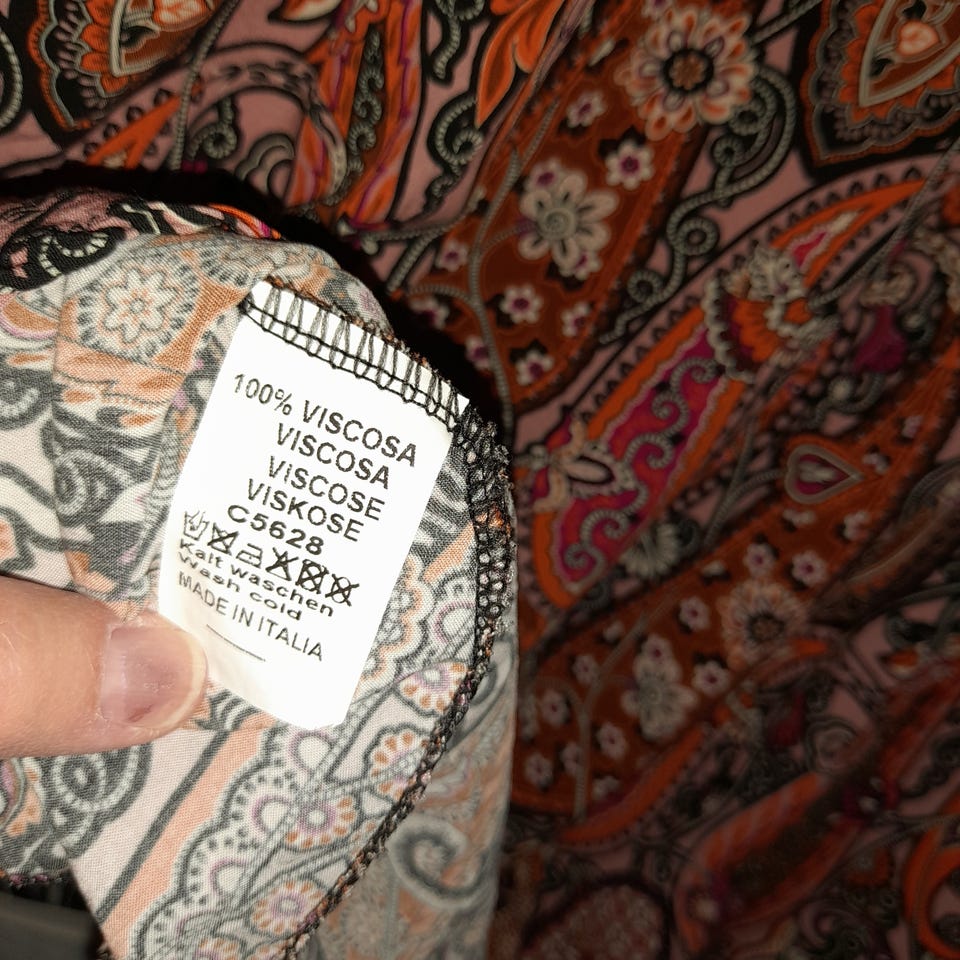 100% VISCOSA
VISCOSA
VISCOSE
VISKOSE
C5628
Kalt waschen
Wash cold
MADE IN ITALIA